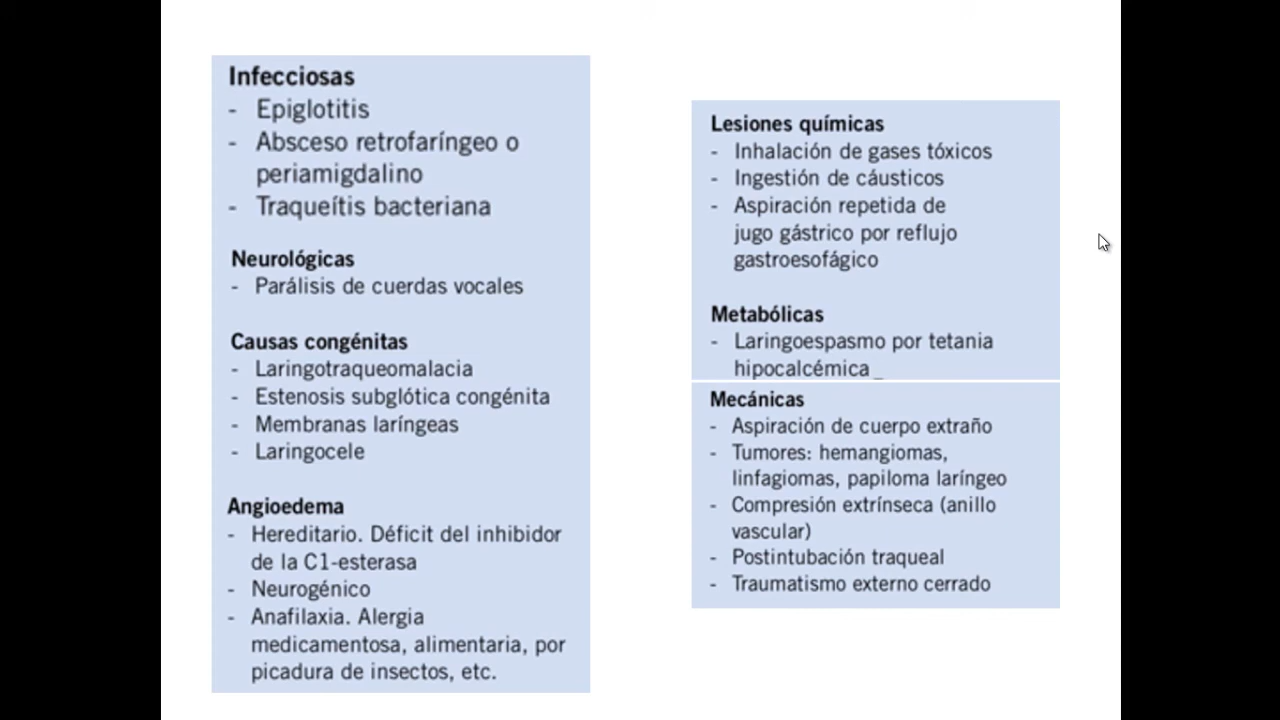 Infecciosas
- Epiglotitis
- Absceso retrofaríngeo o
periamigdalino
- Traqueítis bacteriana
Neurológicas
- Parálisis de cuerdas vocales
Causas congénitas
- Laringotraqueomalacia
- Estenosis subglótica congénita
- Membranas laríngeas
- Laringocele
Angioedema
- Hereditario. Déficit del inhibidor
de la C1-esterasa
- Neurogénico
- Anafilaxia. Alergia
medicamentosa, alimentaria, por
picadura de insectos, etc.
Lesiones químicas
- Inhalación de gases tóxicos
- Ingestión de cáusticos
- Aspiración repetida de
jugo gástrico por reflujo
gastroesofágico
Metabólicas
- Laringoespasmo por tetania
hipocalcémica _
Mecánicas
- Aspiración de cuerpo extraño
- Tumores: hemangiomas,
linfagiomas, papiloma laríngeo
- Compresión extrínseca (anillo
vascular)
- Postintubación traqueal
- Traumatismo externo cerrado